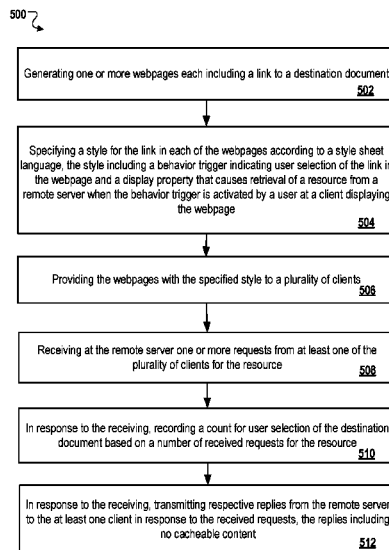 500
Generating one or more webpages each including a link to a destination document
502
Specifying a style for the link in each of the webpages according to a style sheet
language, the style including a behavior trigger indicating user selection of the link in
the webpage and a display property that causes retrieval of a resource from a
remote server when the behavior trigger is activated by a user at a client displaying
the webpage
504
Providing the webpages with the specified style to a plurality of clients
506
Receiving at the remote server one or more requests from at least one of the
plurality of clients for the resource
508
In response to the receiving, recording a count for user selection of the destination
document based on a number of received requests for the resource
510
In response to the receiving, transmitting respective replies from the remote server
to the at least one client in response to the received requests, the replies including
no cacheable content
512